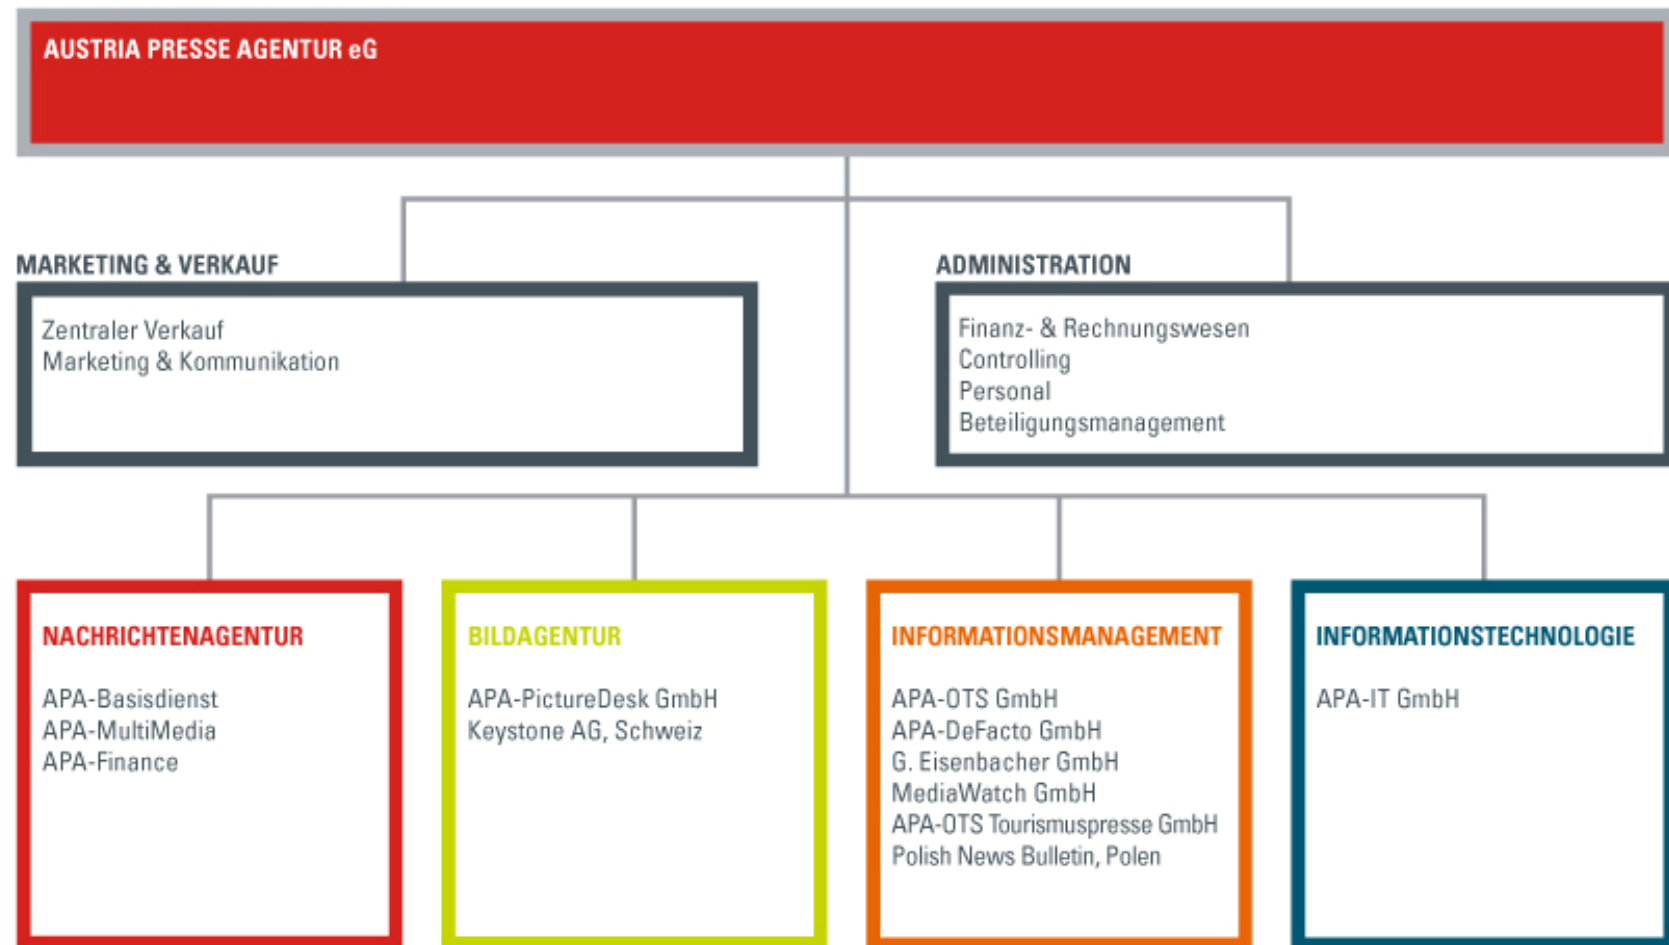 AUSTRIA PRESSE AGENTUR eG
MARKETING & VERKAUF
Zentraler Verkauf
Marketing & Kommunikation
ADMINISTRATION
Finanz- & Rechnungswesen
Controlling
Personal
Beteiligungsmanagement
NACHRICHTENAGENTUR
APA-Basisdienst
APA-MultiMedia
APA-Finance
BILDAGENTUR
APA-PictureDesk GmbH
Keystone AG, Schweiz
INFORMATIONSMANAGEMENT
APA-OTS GmbH
APA-DeFacto GmbH
G. Eisenbacher GmbH
MediaWatch GmbH
APA-OTS Tourismuspresse GmbH
Polish News Bulletin, Polen
INFORMATIONSTECHNOLOGIE
APA-IT GmbH